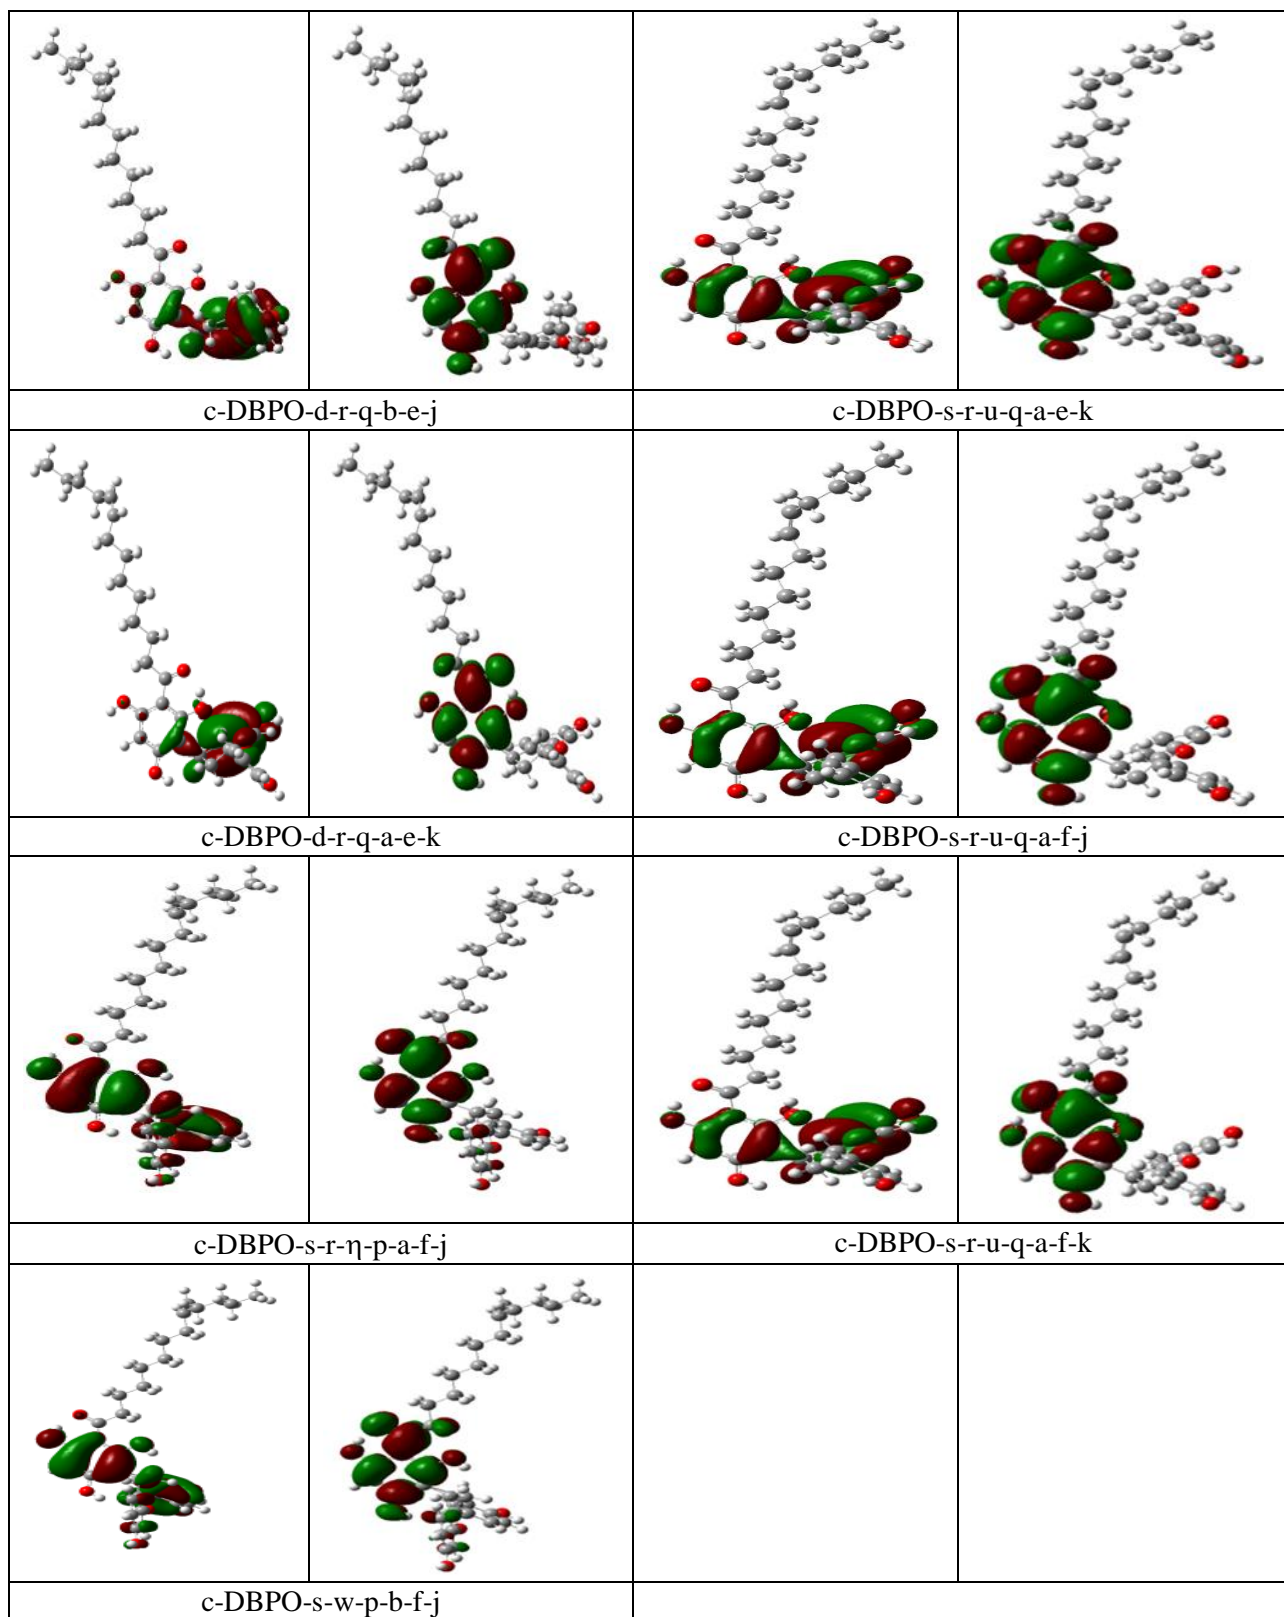 c-DBPO-d-r-q-b-e-j
c-DBPO-s-r-u-q-a-e-k
c-DBPO-d-r-q-a-e-k
c-DBPO-s-r-u-q-a-f-j
c-DBPO-s-r-η-p-a-f-j
c-DBPO-s-r-u-q-a-f-k
c-DBPO-s-w-p-b-f-j